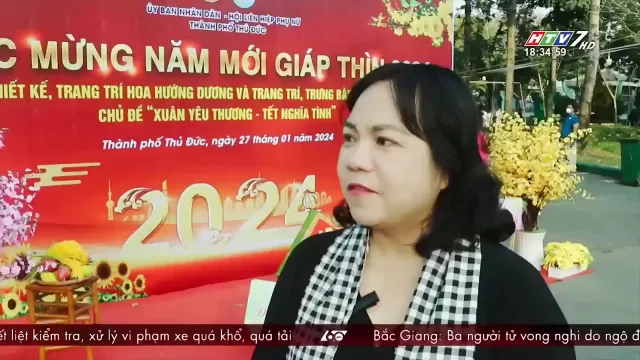 HTV7 HD
18:34:59
ỦY BAN NHÂN DÂN - HỘI LIÊN HIỆP PHỤ NỮ
THÀNH PHỐ THỦ ĐỨC
C MỪNG NĂM MỚI GIÁP THÌN
HIẾT KẾ, TRANG TRÍ HOA HƯỚNG DƯƠNG VÀ TRANG TRÍ, TRƯNG BÀ
CHỦ ĐỀ "XUÂN YÊU THƯƠNG - TẾT NGHĨA TÌNH"
Thành phố Thủ Đức, ngày 27 tháng 01 năm 2024
2024
ết liệt kiểm tra, xử lý vi phạm xe quá khổ, quá tải
60
Bắc Giang: Ba người tử vong nghi do ngộ đ